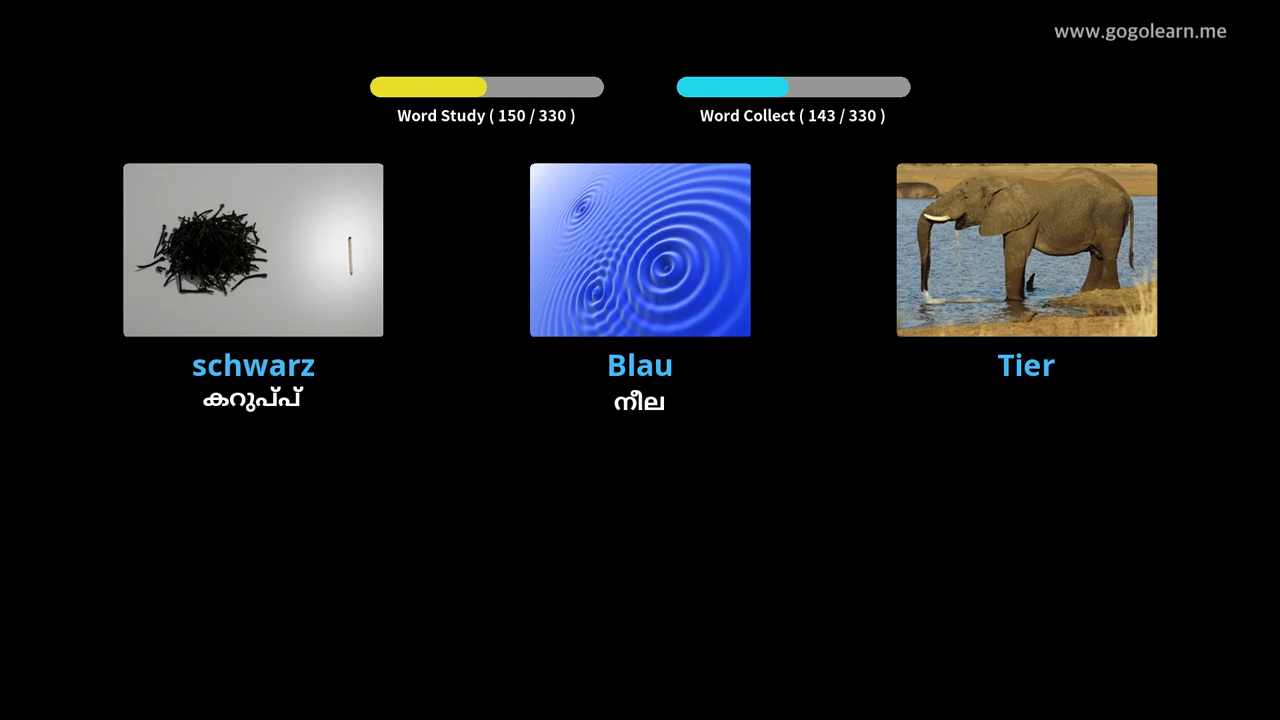 www.gogolearn.me
Word Study ( 150 / 330 )
Word Collect ( 143 / 330 )
schwarz
കറുപ്പ്
Blau
നീല
Tier